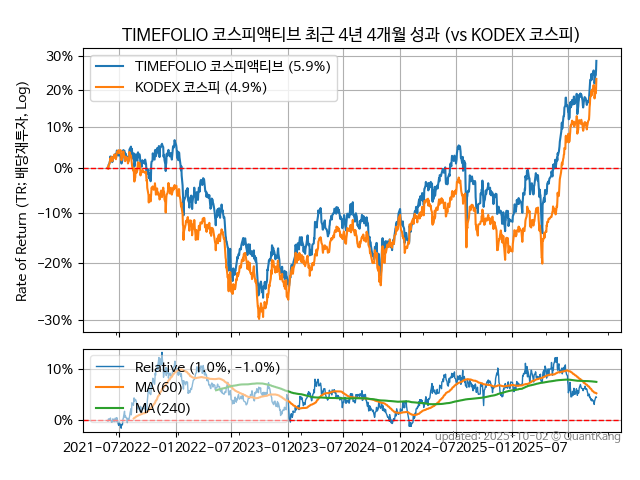 TIMEFOLIO 코스피액티브 최근 4년 4개월 성과 (vs KODEX 코스피)
Rate of Return (TR: 배당재투자, Log)
30%
20%
10%
0%
−10%
−20%
−30%
TIMEFOLIO 코스피액티브 (5.9%)
KODEX 코스피 (4.9%)
10%
0%
Relative (1.0%, −1.0%)
MA(60)
MA(240)
2021-07 2022-01 2022-07 2023-01 2023-07 2024-01 2024-07 2025-01 2025-07
updated: 2025-10-02 © QuantKang